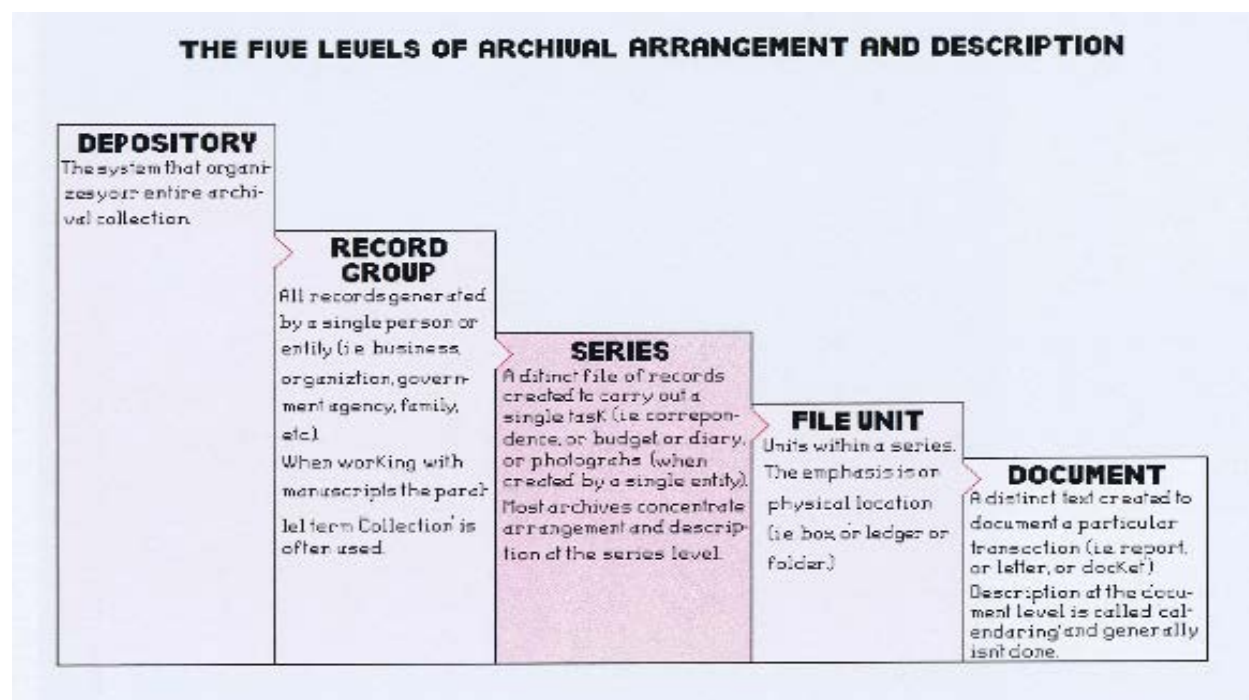 THE FIVE LEVELS OF ARCHIVAL ARRANGEMENT AND DESCRIPTION
DEPOSITORY
The system that organi-
zes your entire archi-
val collection.
RECORD
GROUP
All records generated
by a single person or
entity (i.e. business,
organiztion, govern-
ment agency, family,
etc.)
When working with
manuscripts the paral-
lel term 'Collection' is
often used.
SERIES
A ditinct file of records
created to carry out a
single task (i.e. correpon-
dence, or budget or diary,
or photograhs (when
created by a single entity).
Most archives concentrate
arrangement and descrip-
tion at the series level.
FILE UNIT
Units within a series.
The emphasis is on
physical location
(i.e. box, or ledger or
folder.)
DOCUMENT
A distinct text created to
document a particular
transaction (i.e. report,
or letter, or docket)
Description at the docu-
ment level is called 'cal-
endaring' and generally
isnt done.